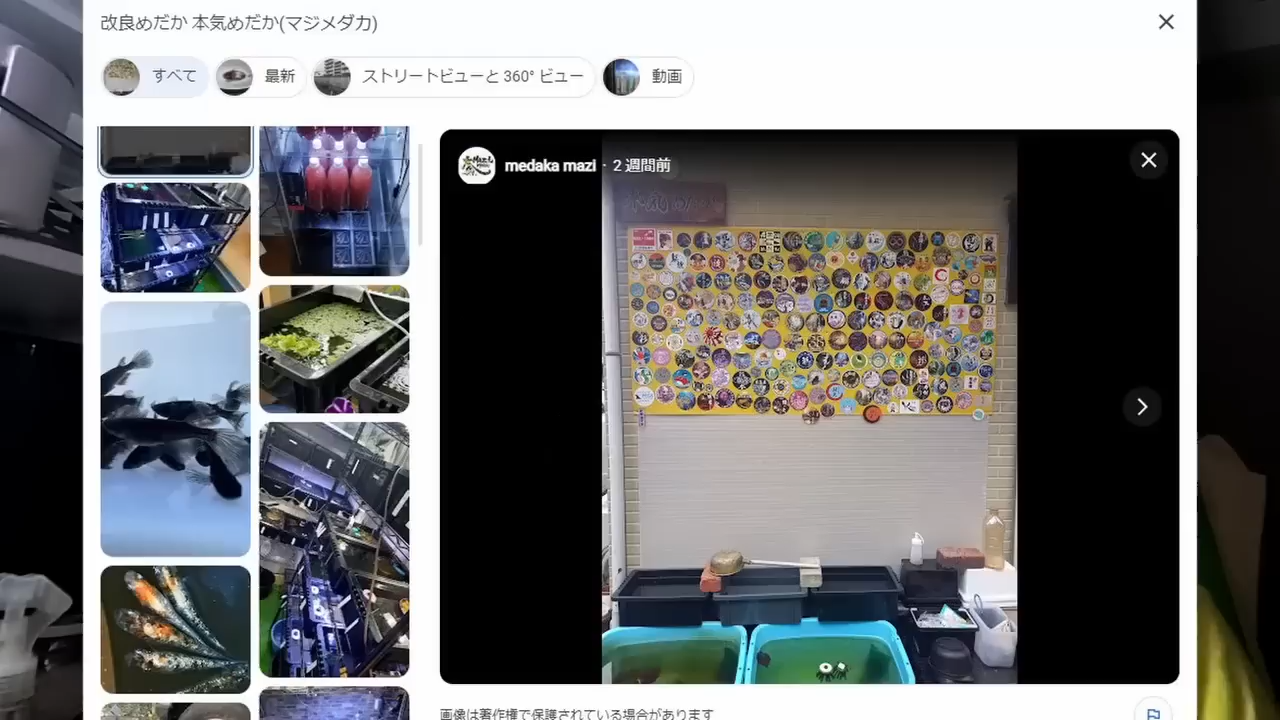 改良めだか 本気めだか(マジメダカ)
すべて
最新
ストリートビューと 360° ビュー
動画
medaka mazi · 2 週間前
画像は著作権で保護されている場合があります